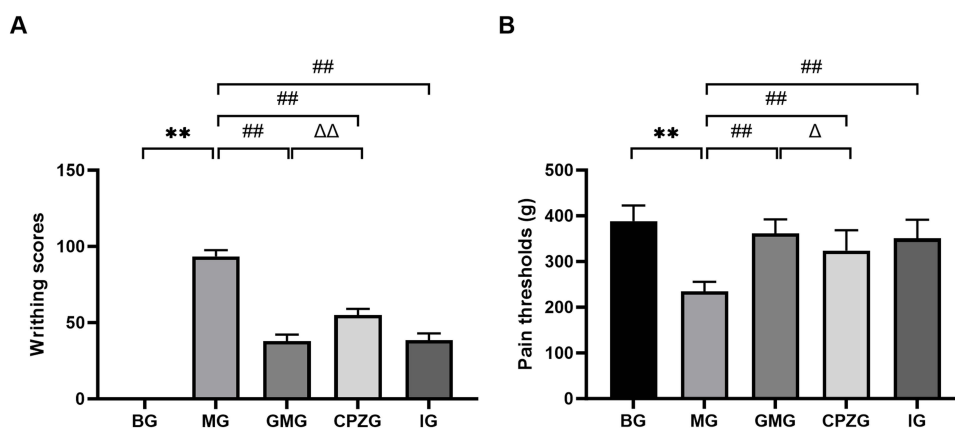 A
##
##
** ## ΔΔ
Writhing scores
150
100
50
0
BG MG GMG CPZG IG
B
##
##
** ## Δ
Pain thresholds (g)
500
400
300
200
100
0
BG MG GMG CPZG IG